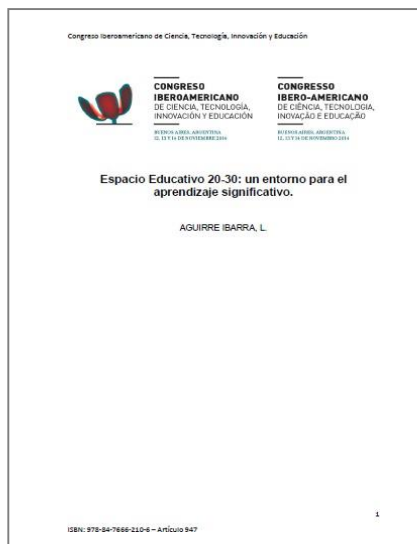 Congreso Iberoamericano de Ciencia, Tecnología, Innovación y Educación
CONGRESO
IBEROAMERICANO
DE CIENCIA, TECNOLOGÍA,
INNOVACIÓN Y EDUCACIÓN
BUENOS AIRES, ARGENTINA
12, 13 Y 14 DE NOVIEMBRE 2014
CONGRESSO
IBERO-AMERICANO
DE CIÊNCIA, TECNOLOGIA,
INOVAÇÃO E EDUCAÇÃO
BUENOS AIRES, ARGENTINA
12, 13 Y 14 DE NOVEMBRO 2014
Espacio Educativo 20-30: un entorno para el
aprendizaje significativo.
AGUIRRE IBARRA, L.
1
ISBN: 978-84-7666-210-6 – Artículo 947